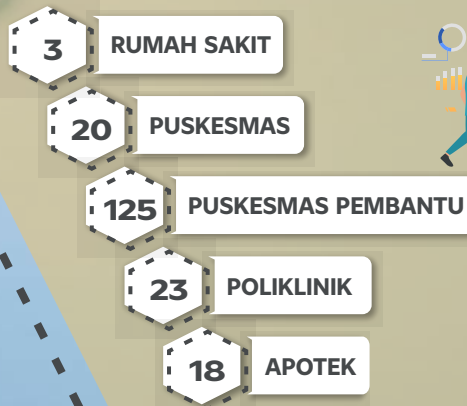 3 RUMAH SAKIT
20 PUSKESMAS
125 PUSKESMAS PEMBANTU
23 POLIKLINIK
18 APOTEK